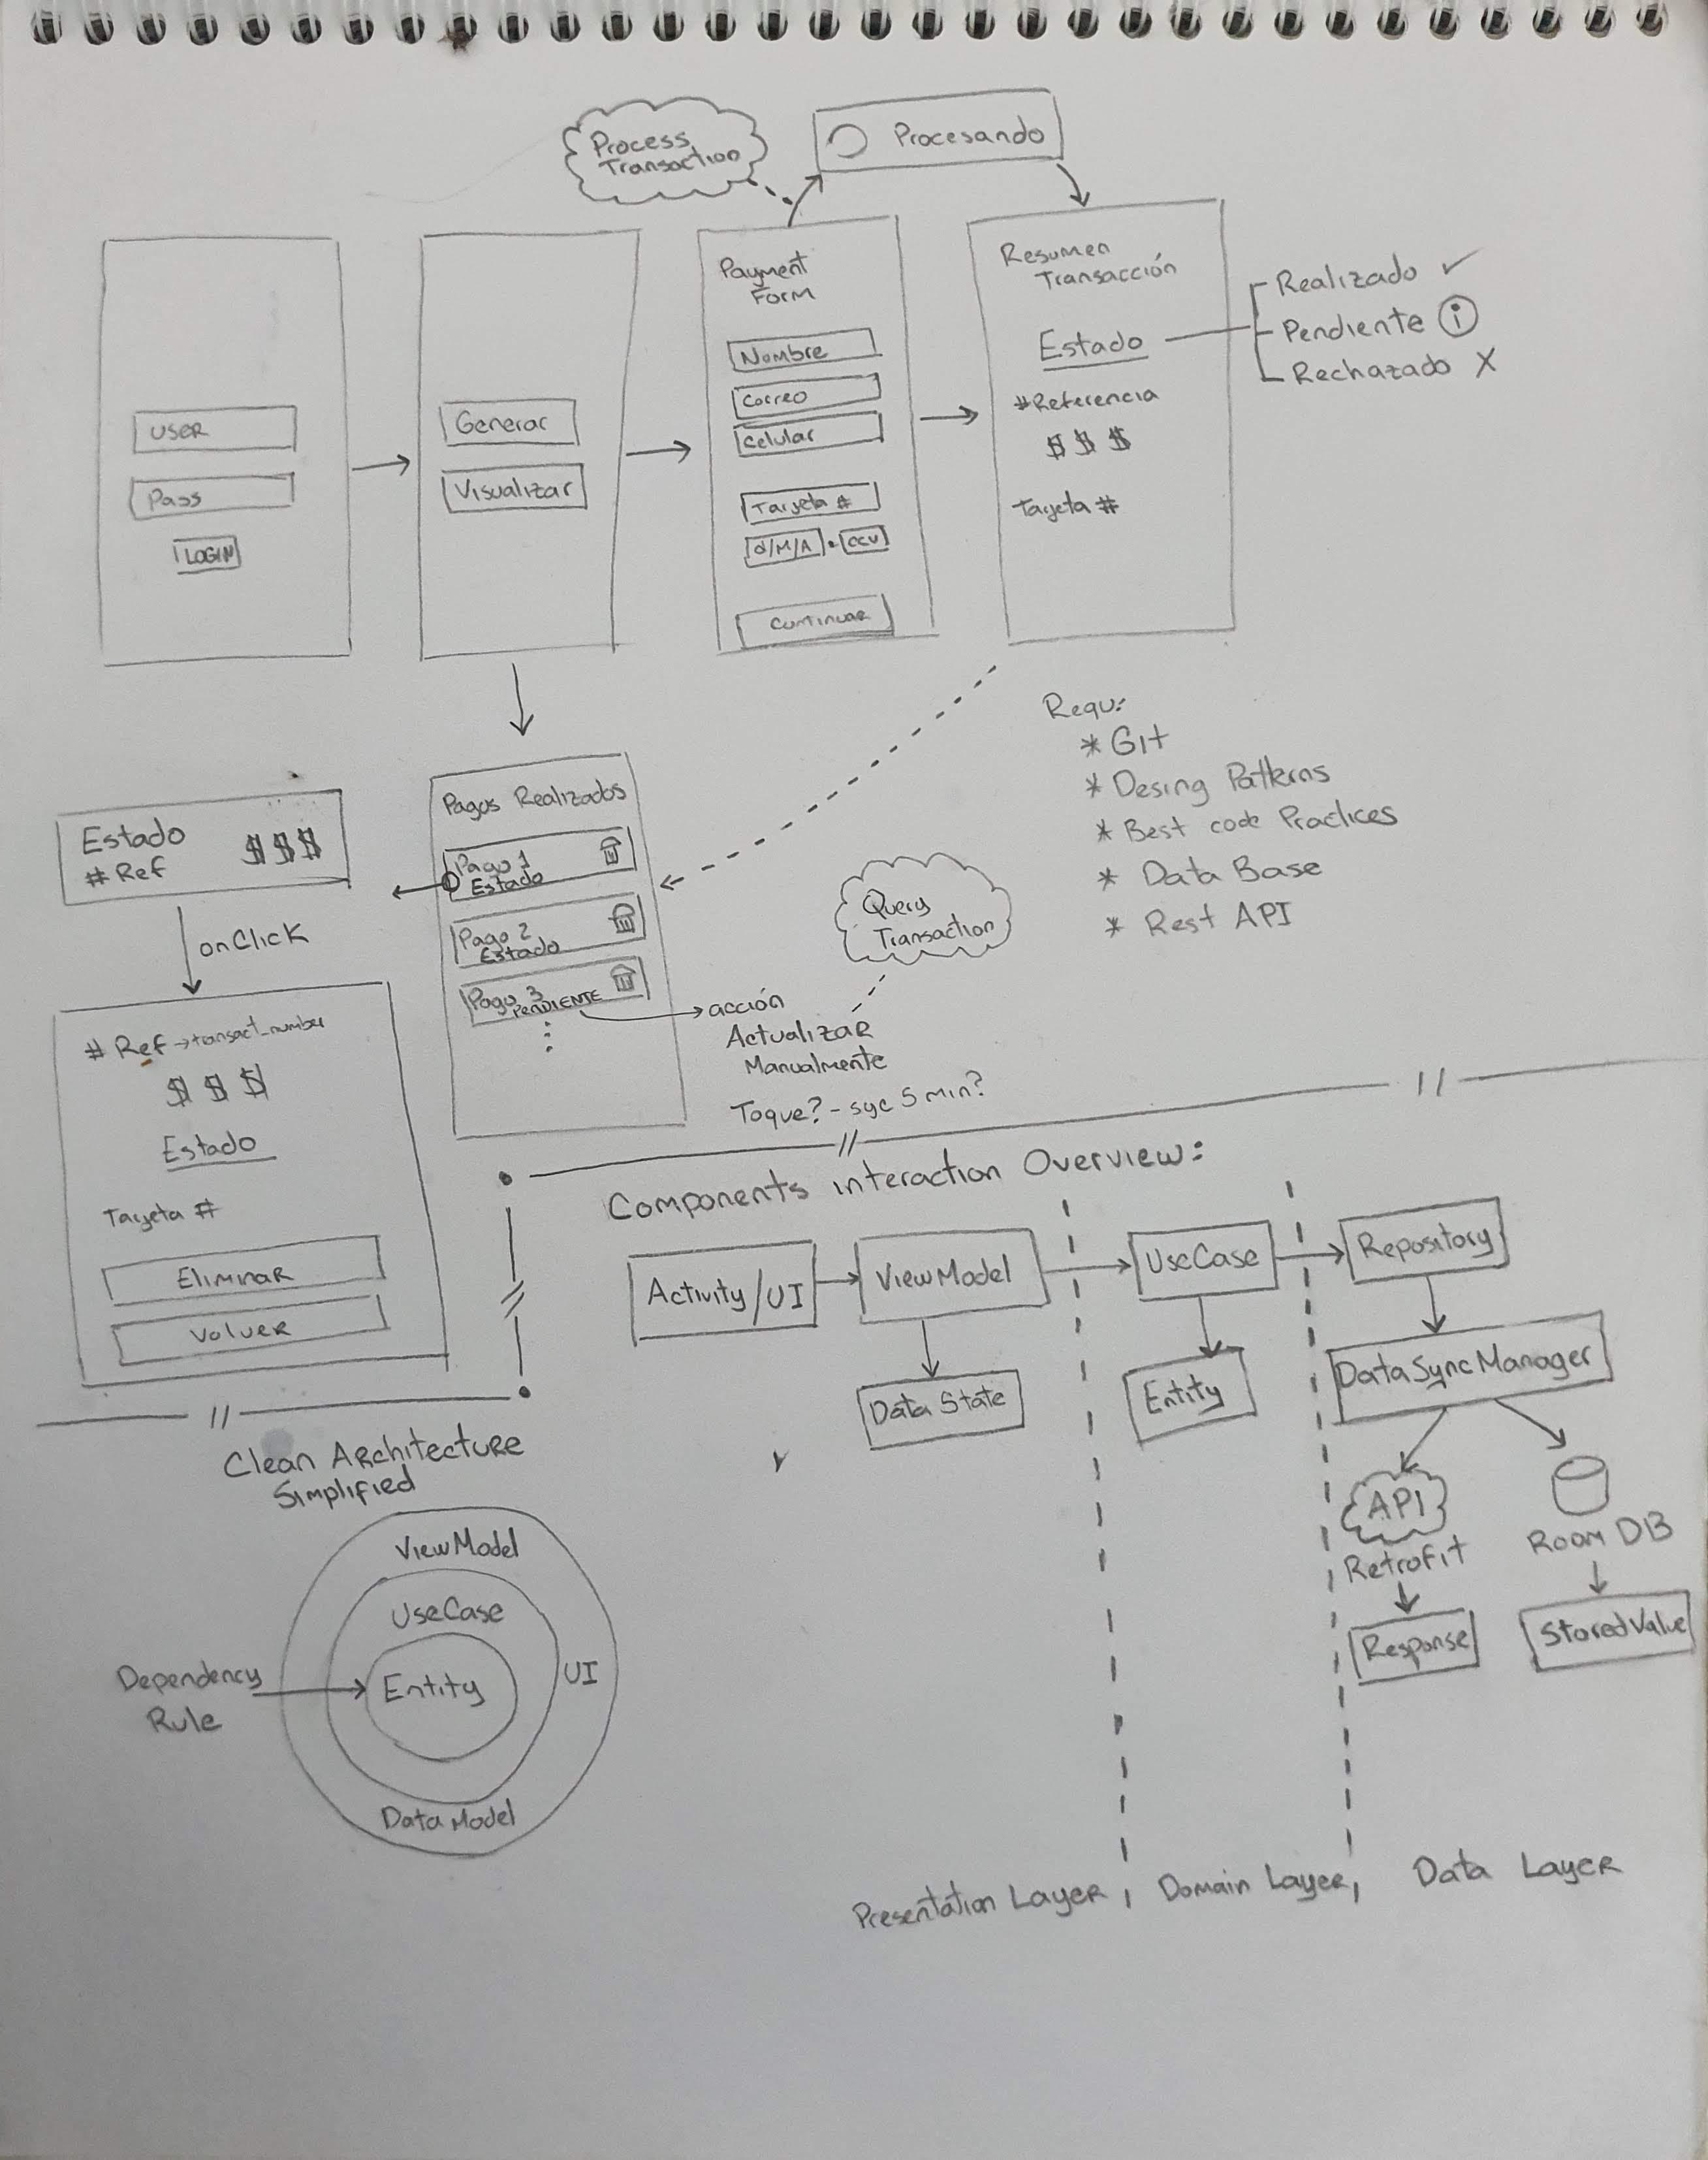 Process
Transaction
Procesando
USER
Pass
LOGIN
Generar
Visualizar
Payment
Form
Nombre
Correo
Celular
Tarjeta #
d/M/A
CCV
Continuar
Resumen
Transacción
Estado
#Referencia
$ $ $
Tarjeta #
Realizado ✓
Pendiente i
Rechazado X
Requ:
* Git
* Desing Patterns
* Best code Practices
* Data Base
* Rest API
Pagos Realizados
Pago 1
Estado
Pago 2
Estado
Pago 3
PENDIENTE
Estado
# Ref
$$$
onClick
Query
Transaction
acción
Actualizar
Manualmente
Toque? - syc 5 min?
# Ref → transact_number
$ $ $
Estado
Tarjeta #
Eliminar
Volver
Components interaction Overview:
Activity/UI
ViewModel
UseCase
Repository
Data State
Entity
DataSyncManager
API
Retrofit
Room DB
Response
StoredValue
Presentation Layer
Domain Layer
Data Layer
Clean Architecture
Simplified
ViewModel
UseCase
Entity
UI
Data Model
Dependency
Rule